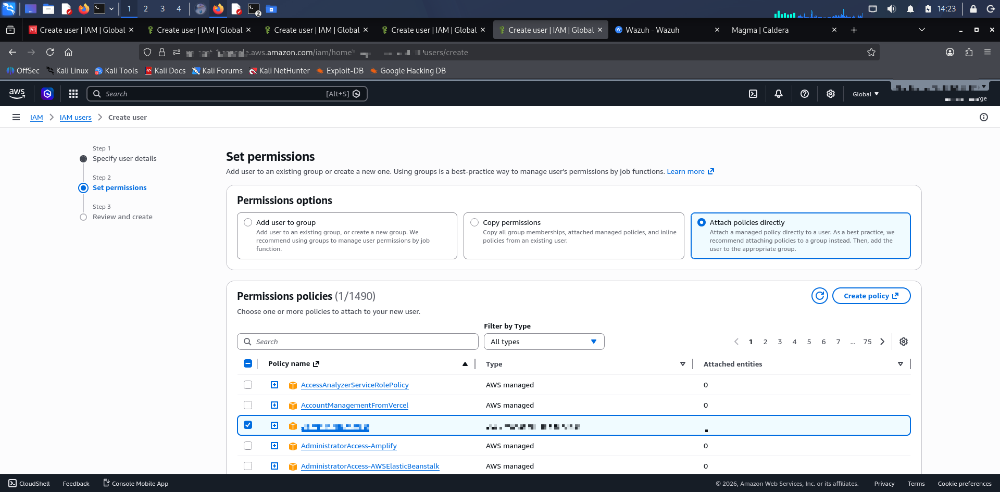 1 2 3 4 2 14:23
Create user | IAM | Global Create user | IAM | Global Create user | IAM | Global Create user | IAM | Global Create user | IAM | Global Wazuh - Wazuh Magma | Caldera
.aws.amazon.com/iam/home users/create
OffSec Kali Linux Kali Tools Kali Docs Kali Forums Kali NetHunter Exploit-DB Google Hacking DB
aws Search [Alt+S] Global
IAM IAM users Create user
Step 1
Specify user details
Step 2
Set permissions
Step 3
Review and create
Set permissions
Add user to an existing group or create a new one. Using groups is a best-practice way to manage user's permissions by job functions. Learn more
Permissions options
Add user to group
Add user to an existing group, or create a new group. We
recommend using groups to manage user permissions by job
function.
Copy permissions
Copy all group memberships, attached managed policies, and inline
policies from an existing user.
Attach policies directly
Attach a managed policy directly to a user. As a best practice, we
recommend attaching policies to a group instead. Then, add the
user to the appropriate group.
Permissions policies (1/1490)
Create policy
Choose one or more policies to attach to your new user.
Filter by Type
Search All types 1 2 3 4 5 6 7 ... 75
Policy name Type Attached entities
AccessAnalyzerServiceRolePolicy AWS managed 0
AccountManagementFromVercel AWS managed 0
AdministratorAccess-Amplify AWS managed 0
AdministratorAccess-AWSElasticBeanstalk AWS managed 0
CloudShell Feedback Console Mobile App © 2026, Amazon Web Services, Inc. or its affiliates. Privacy Terms Cookie preferences